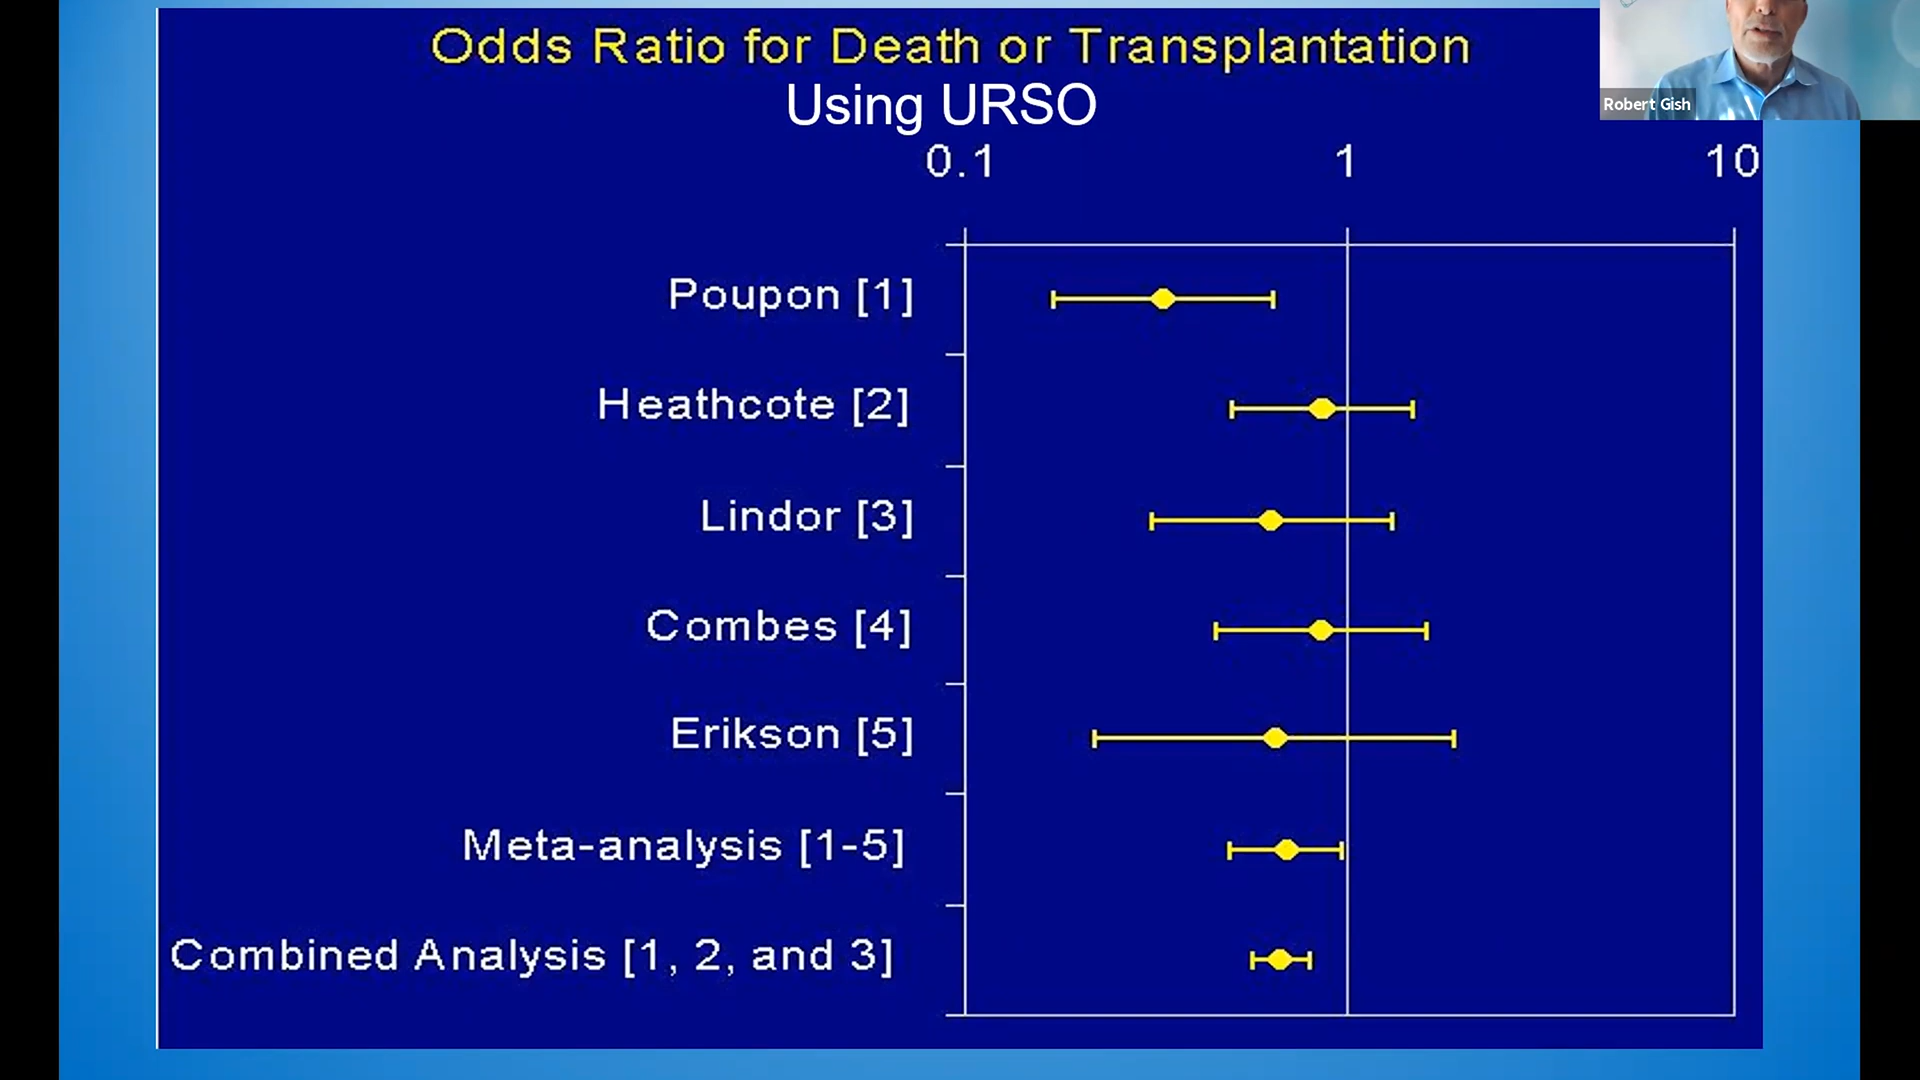 Odds Ratio for Death or Transplantation
Using URSO
Robert Gish
0.1 1 10
Poupon [1]
Heathcote [2]
Lindor [3]
Combes [4]
Erikson [5]
Meta-analysis [1-5]
Combined Analysis [1, 2, and 3]